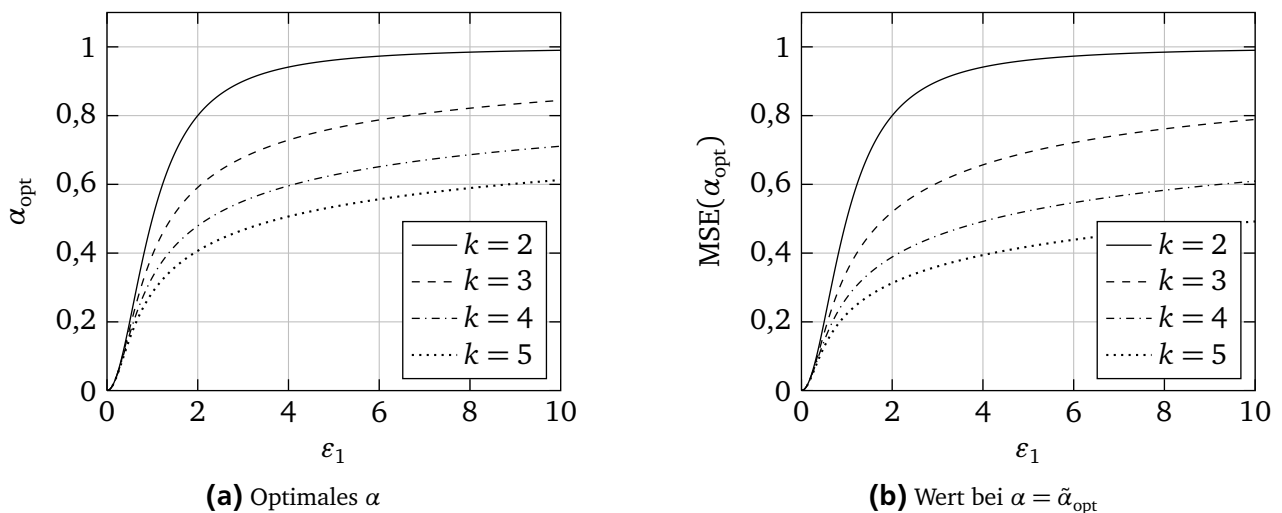 α_opt
1
0,8
0,6
0,4
0,2
0
0 2 4 6 8 10
ε₁
k = 2
k = 3
k = 4
k = 5
(a) Optimales α
MSE(α_opt)
1
0,8
0,6
0,4
0,2
0
0 2 4 6 8 10
ε₁
k = 2
k = 3
k = 4
k = 5
(b) Wert bei α = α̃_opt